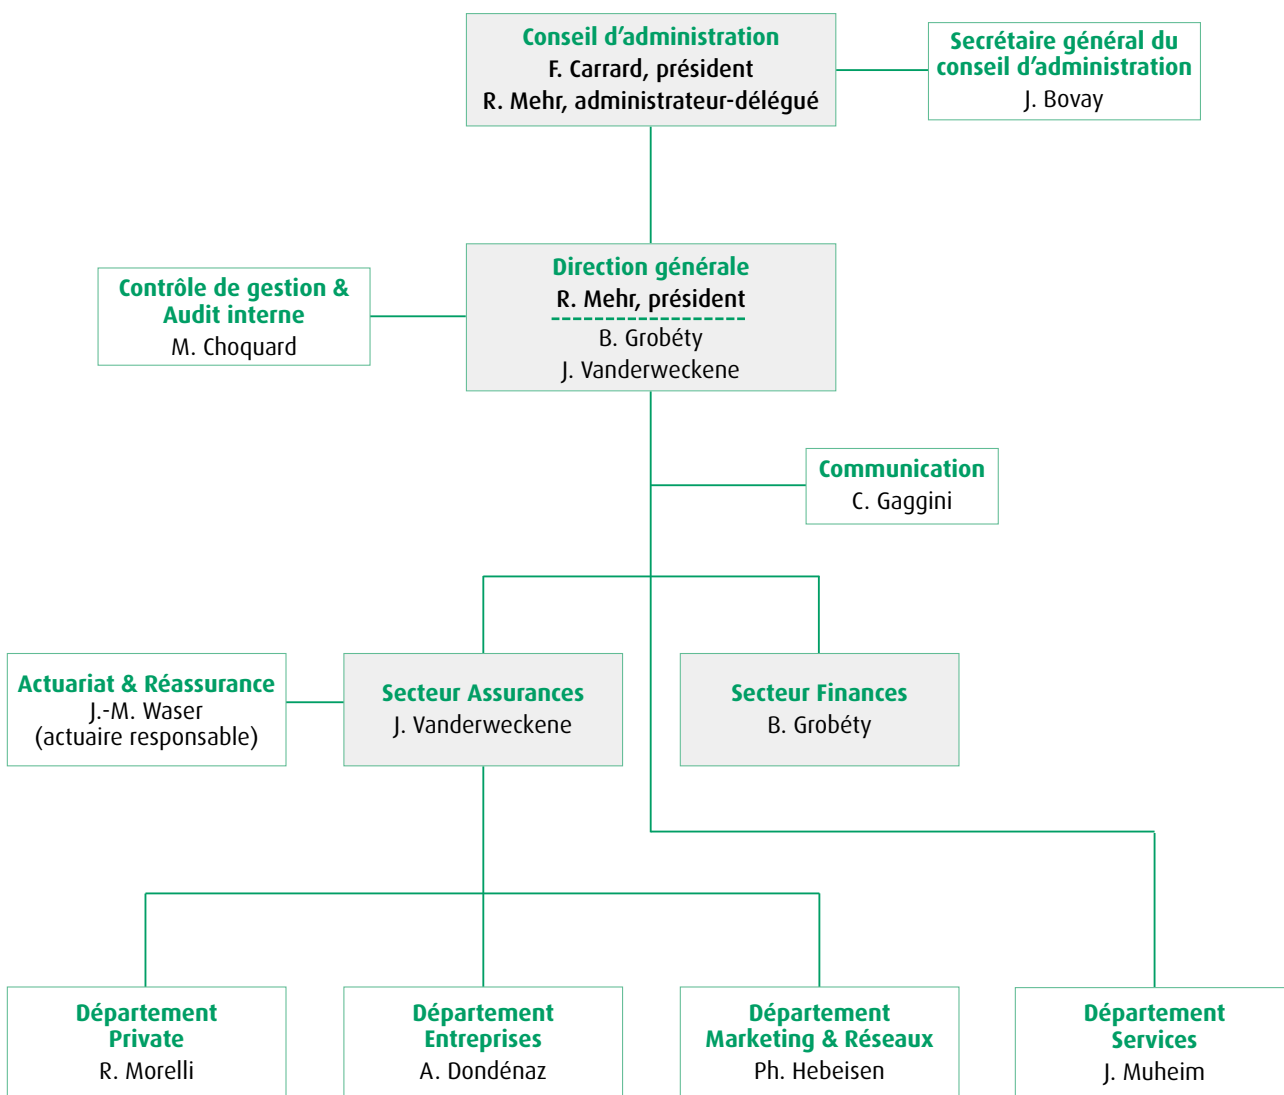 Conseil d’administration
F. Carrard, président
R. Mehr, administrateur-délégué
Secrétaire général du
conseil d’administration
J. Bovay
Contrôle de gestion &
Audit interne
M. Choquard
Direction générale
R. Mehr, président
B. Grobéty
J. Vanderweckene
Communication
C. Gaggini
Actuariat & Réassurance
J.-M. Waser
(actuaire responsable)
Secteur Assurances
J. Vanderweckene
Secteur Finances
B. Grobéty
Département
Private
R. Morelli
Département
Entreprises
A. Dondénaz
Département
Marketing & Réseaux
Ph. Hebeisen
Département
Services
J. Muheim